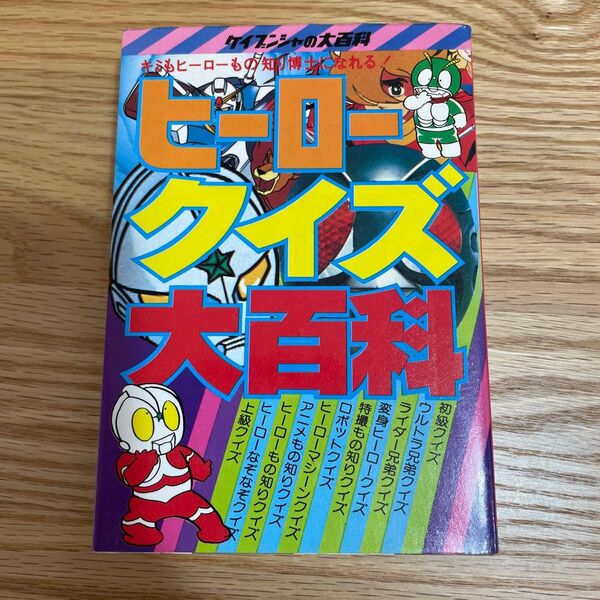 ケイブンシャの大百科
キミもヒーローもの知り博士になれる！
ヒーロー
クイズ
大百科
初級クイズ
ウルトラ兄弟クイズ
ライダー兄弟クイズ
変身ヒーロークイズ
特撮もの知りクイズ
ロボットクイズ
ヒーローマシーンクイズ
アニメもの知りクイズ
ヒーローもの知りクイズ
ヒーローなぞなぞクイズ
上級クイズ